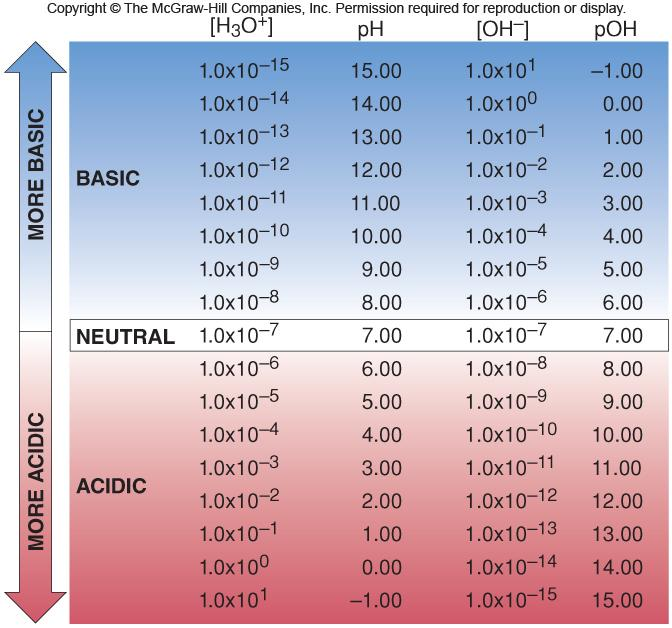 Copyright © The McGraw-Hill Companies, Inc. Permission required for reproduction or display.
[H₃O⁺] pH [OH⁻] pOH
1.0x10⁻¹⁵ 15.00 1.0x10¹ –1.00
1.0x10⁻¹⁴ 14.00 1.0x10⁰ 0.00
1.0x10⁻¹³ 13.00 1.0x10⁻¹ 1.00
1.0x10⁻¹² 12.00 1.0x10⁻² 2.00
BASIC
1.0x10⁻¹¹ 11.00 1.0x10⁻³ 3.00
1.0x10⁻¹⁰ 10.00 1.0x10⁻⁴ 4.00
1.0x10⁻⁹ 9.00 1.0x10⁻⁵ 5.00
1.0x10⁻⁸ 8.00 1.0x10⁻⁶ 6.00
NEUTRAL 1.0x10⁻⁷ 7.00 1.0x10⁻⁷ 7.00
1.0x10⁻⁶ 6.00 1.0x10⁻⁸ 8.00
1.0x10⁻⁵ 5.00 1.0x10⁻⁹ 9.00
1.0x10⁻⁴ 4.00 1.0x10⁻¹⁰ 10.00
1.0x10⁻³ 3.00 1.0x10⁻¹¹ 11.00
ACIDIC
1.0x10⁻² 2.00 1.0x10⁻¹² 12.00
1.0x10⁻¹ 1.00 1.0x10⁻¹³ 13.00
1.0x10⁰ 0.00 1.0x10⁻¹⁴ 14.00
1.0x10¹ –1.00 1.0x10⁻¹⁵ 15.00
MORE BASIC
MORE ACIDIC